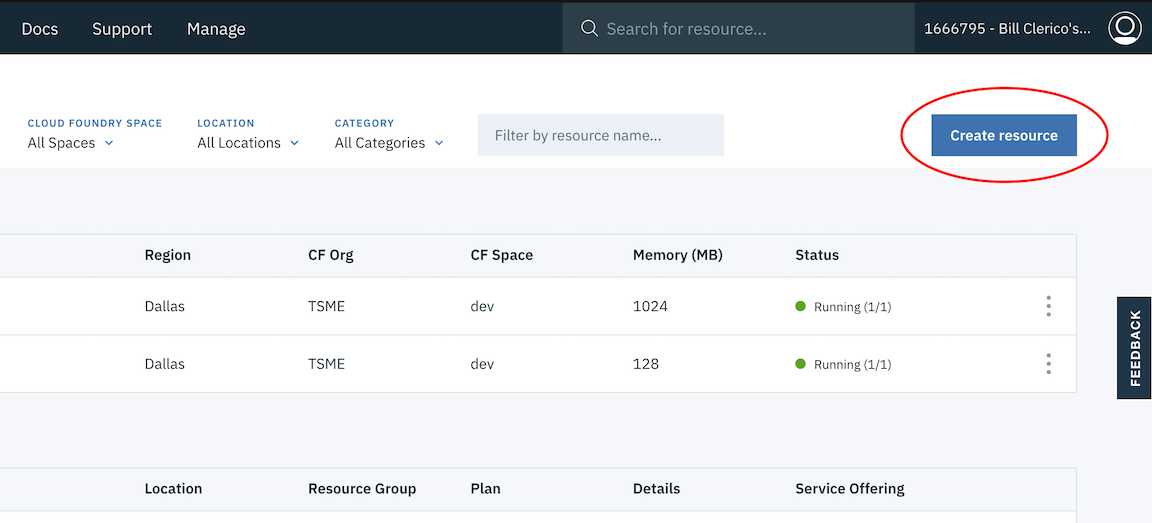 Docs Support Manage Search for resource... 1666795 - Bill Clerico's...
CLOUD FOUNDRY SPACE LOCATION CATEGORY
All Spaces All Locations All Categories Filter by resource name... Create resource
Region CF Org CF Space Memory (MB) Status
Dallas TSME dev 1024 Running (1/1)
Dallas TSME dev 128 Running (1/1)
FEEDBACK
Location Resource Group Plan Details Service Offering